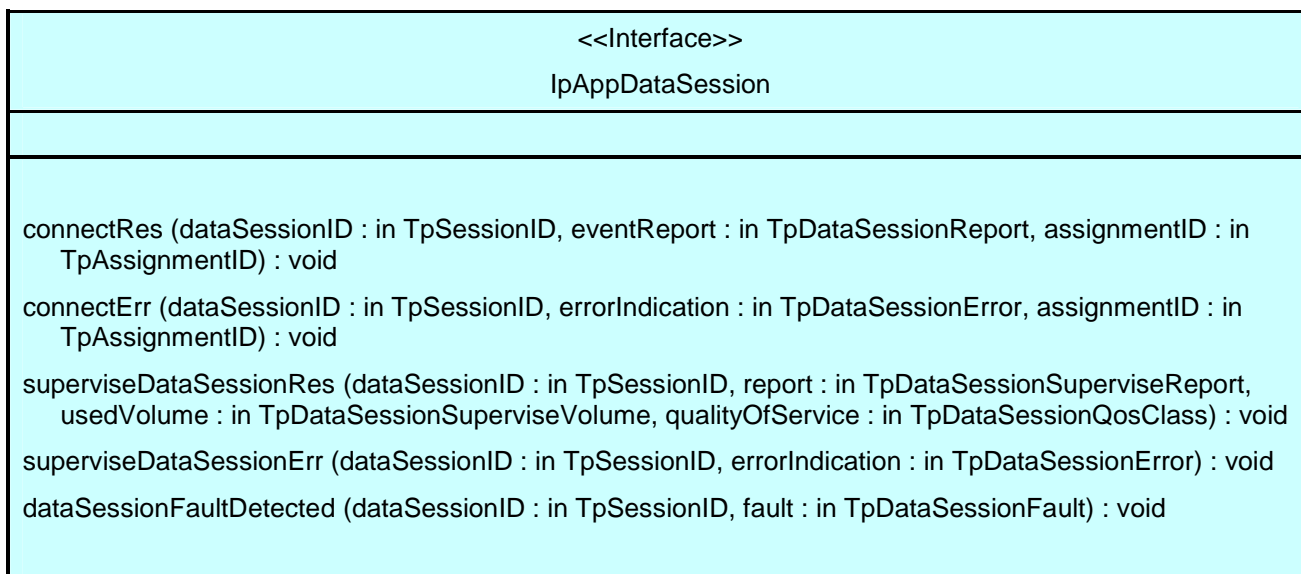 <<Interface>>
IpAppDataSession
connectRes (dataSessionID : in TpSessionID, eventReport : in TpDataSessionReport, assignmentID : in
TpAssignmentID) : void
connectErr (dataSessionID : in TpSessionID, errorIndication : in TpDataSessionError, assignmentID : in
TpAssignmentID) : void
superviseDataSessionRes (dataSessionID : in TpSessionID, report : in TpDataSessionSuperviseReport,
usedVolume : in TpDataSessionSuperviseVolume, qualityOfService : in TpDataSessionQosClass) : void
superviseDataSessionErr (dataSessionID : in TpSessionID, errorIndication : in TpDataSessionError) : void
dataSessionFaultDetected (dataSessionID : in TpSessionID, fault : in TpDataSessionFault) : void